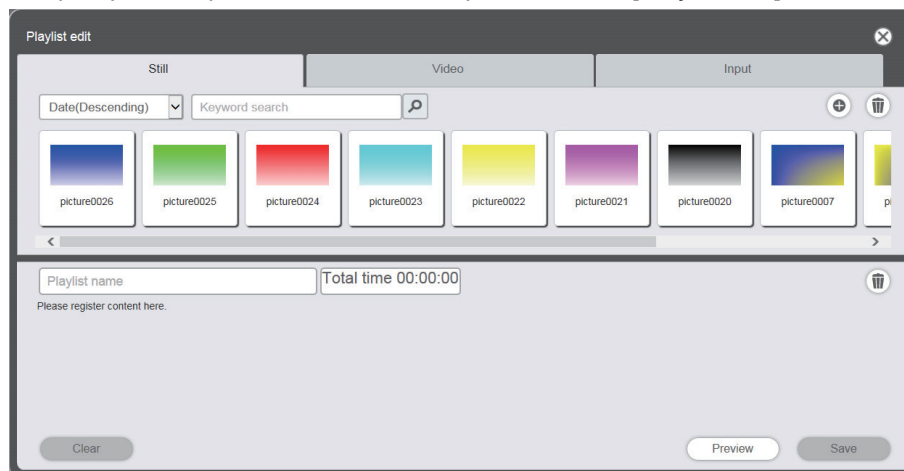 Playlist edit
Still Video Input
Date(Descending) Keyword search
picture0026 picture0025 picture0024 picture0023 picture0022 picture0021 picture0020 picture0007
Playlist name Total time 00:00:00
Please register content here.
Clear Preview Save